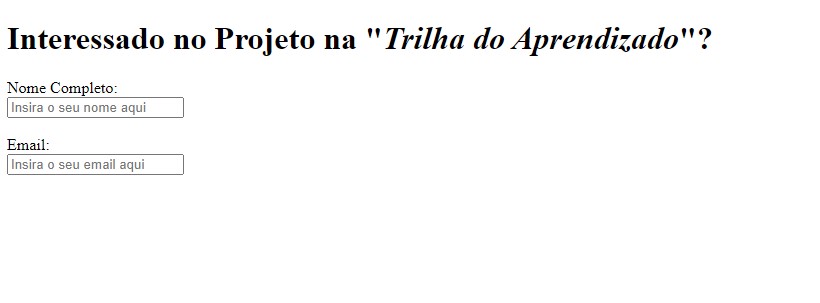 Interessado no Projeto na "Trilha do Aprendizado"?
Nome Completo:
Insira o seu nome aqui
Email:
Insira o seu email aqui